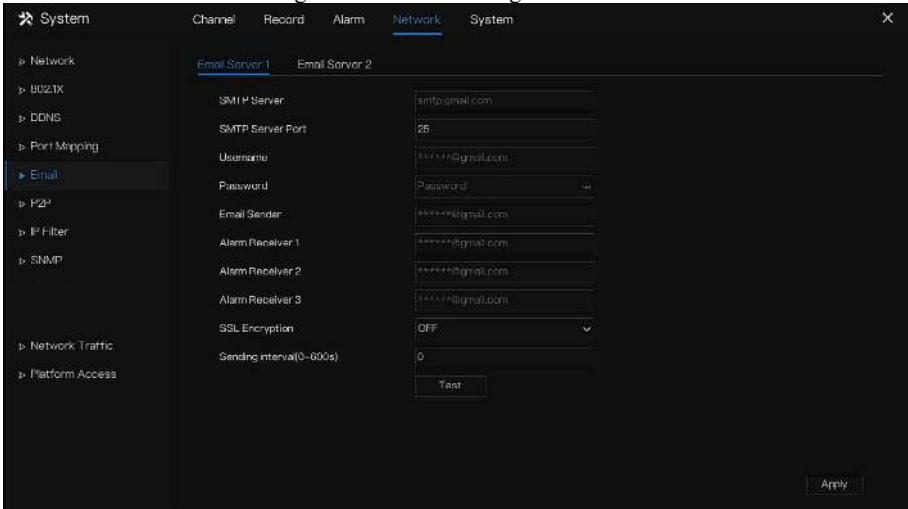 System
Channel Record Alarm Network System
Network
802.1X
DDNS
Port Mapping
Email
P2P
IP Filter
SNMP
Network Traffic
Platform Access
Email Server 1 Email Server 2
SMTP Server smtp.gmail.com
SMTP Server Port 25
Username ******@gmail.com
Password Password ...
Email Sender ******@gmail.com
Alarm Receiver 1 ******@gmail.com
Alarm Receiver 2 ******@gmail.com
Alarm Receiver 3 ******@gmail.com
SSL Encryption OFF
Sending interval(0~600s) 0
Test
Apply